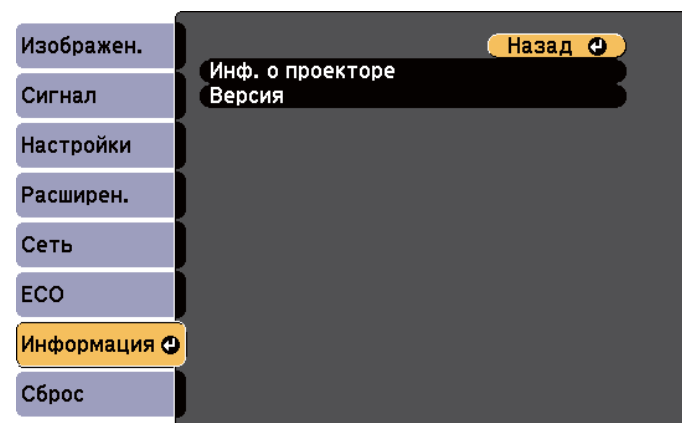 Изображен.
Сигнал
Настройки
Расширен.
Сеть
ECO
Информация
Сброс
Назад
Инф. о проекторе
Версия